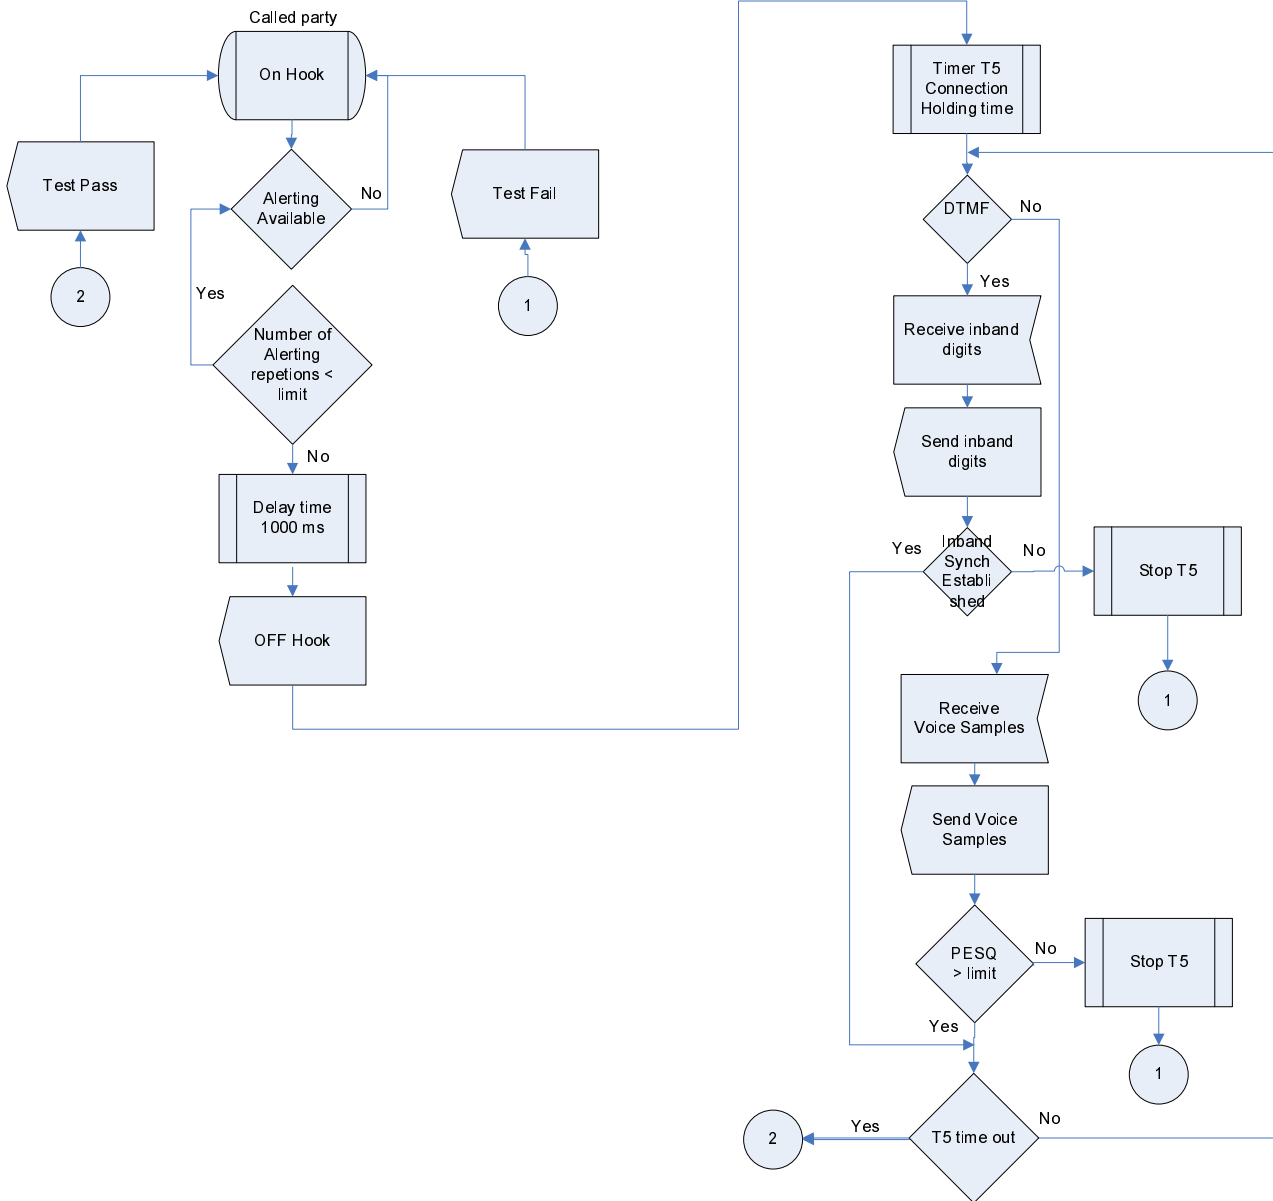 Called party
On Hook
Test Pass
2
Alerting
Available
No
Test Fail
1
Yes
Number of
Alerting
repetions <
limit
No
Delay time
1000 ms
OFF Hook
Timer T5
Connection
Holding time
DTMF
No
Yes
Receive inband
digits
Send inband
digits
Yes
Inband
Synch
Establi
shed
No
Stop T5
1
Receive
Voice Samples
Send Voice
Samples
PESQ
> limit
No
Stop T5
1
Yes
T5 time out
Yes
2
No